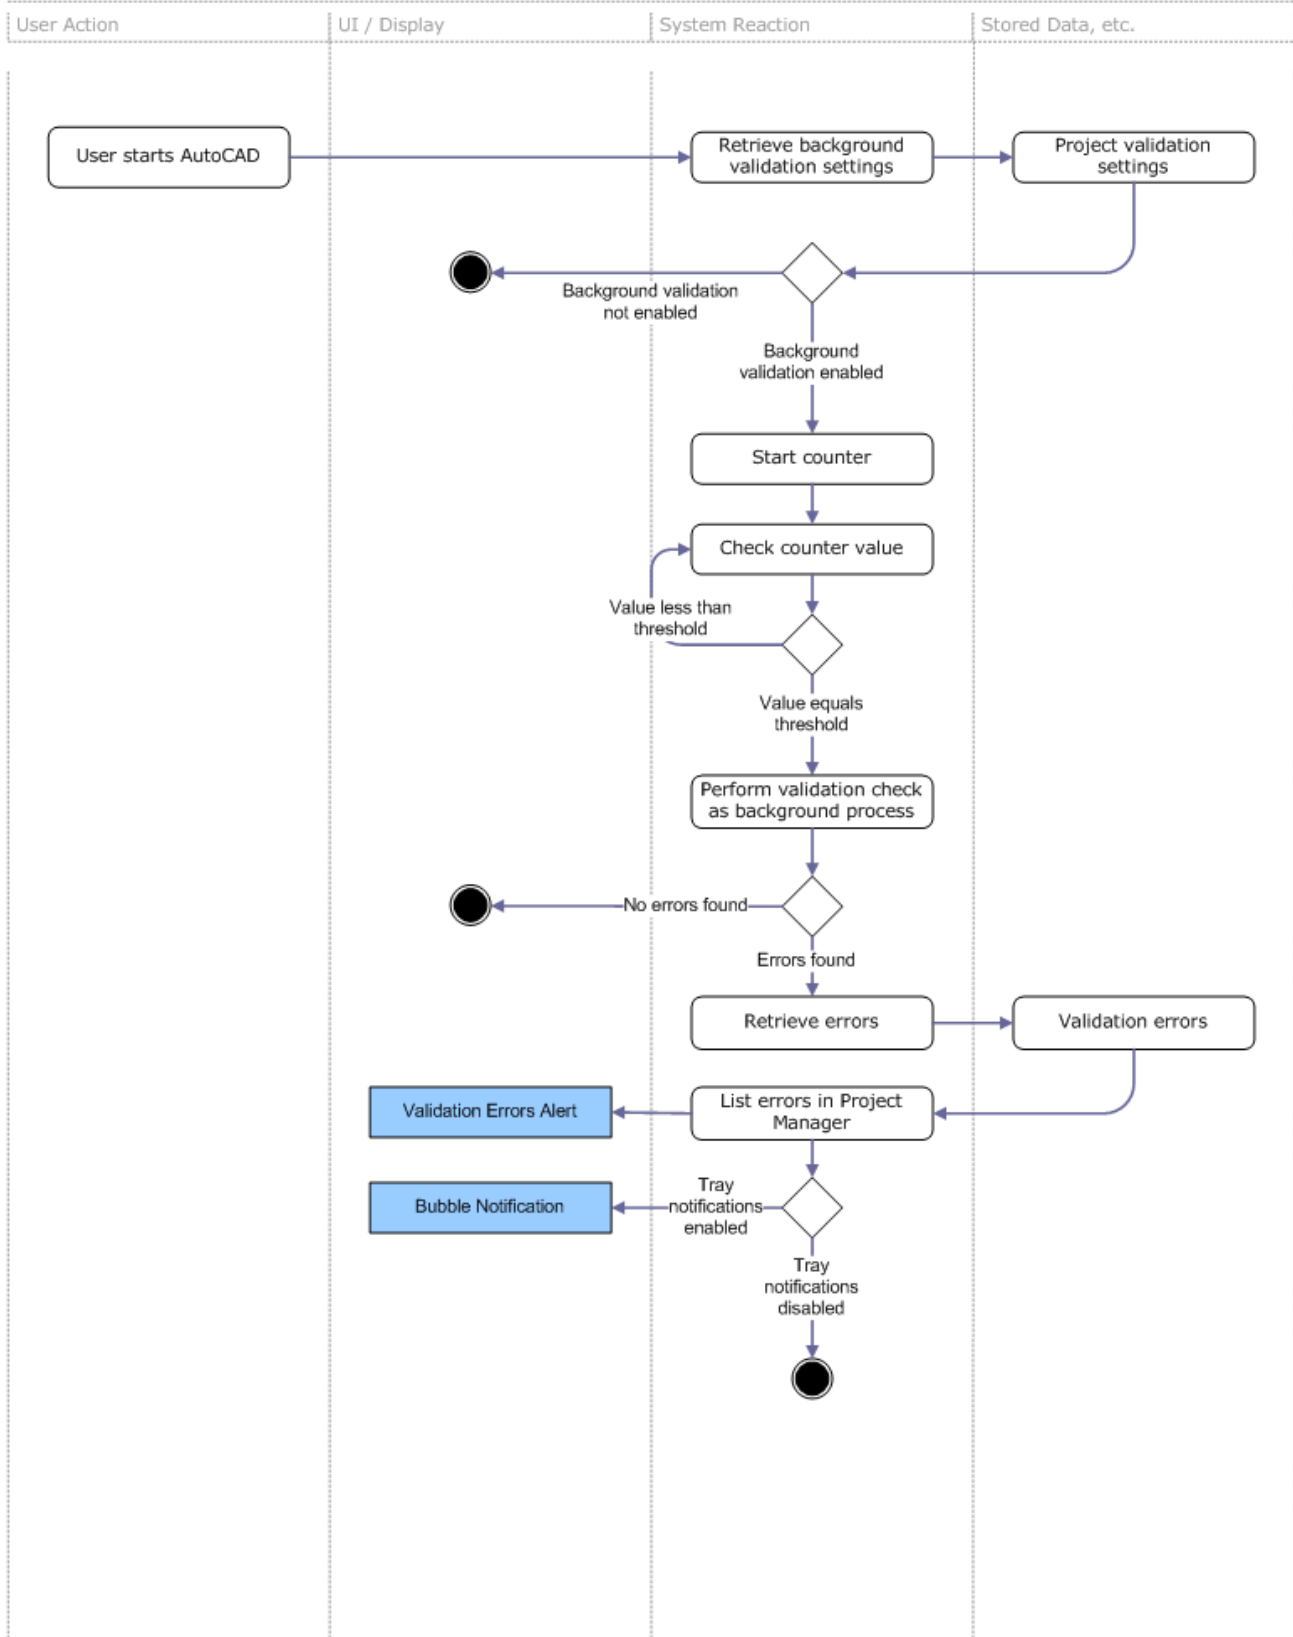 User Action
UI / Display
System Reaction
Stored Data, etc.
User starts AutoCAD
Retrieve background
validation settings
Project validation
settings
Background validation
not enabled
Background
validation enabled
Start counter
Check counter value
Value less than
threshold
Value equals
threshold
Perform validation check
as background process
No errors found
Errors found
Retrieve errors
Validation errors
Validation Errors Alert
List errors in Project
Manager
Bubble Notification
Tray
notifications
enabled
Tray
notifications
disabled